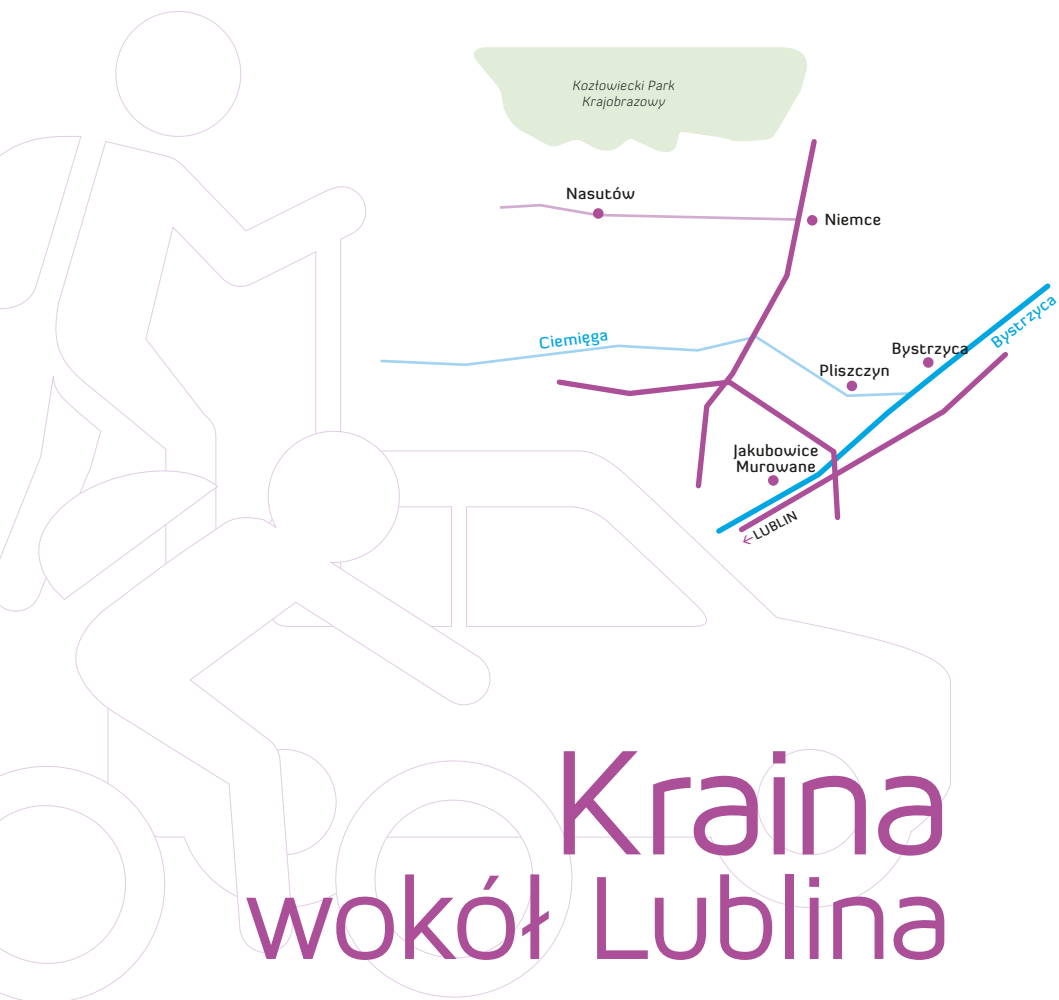 Kozłowiecki Park
Krajobrazowy
Nasutów
Niemce
Bystrzyca
Ciemięga
Bystrzyca
Pliszczyn
Jakubowice
Murowane
←LUBLIN
Kraina
wokół Lublina